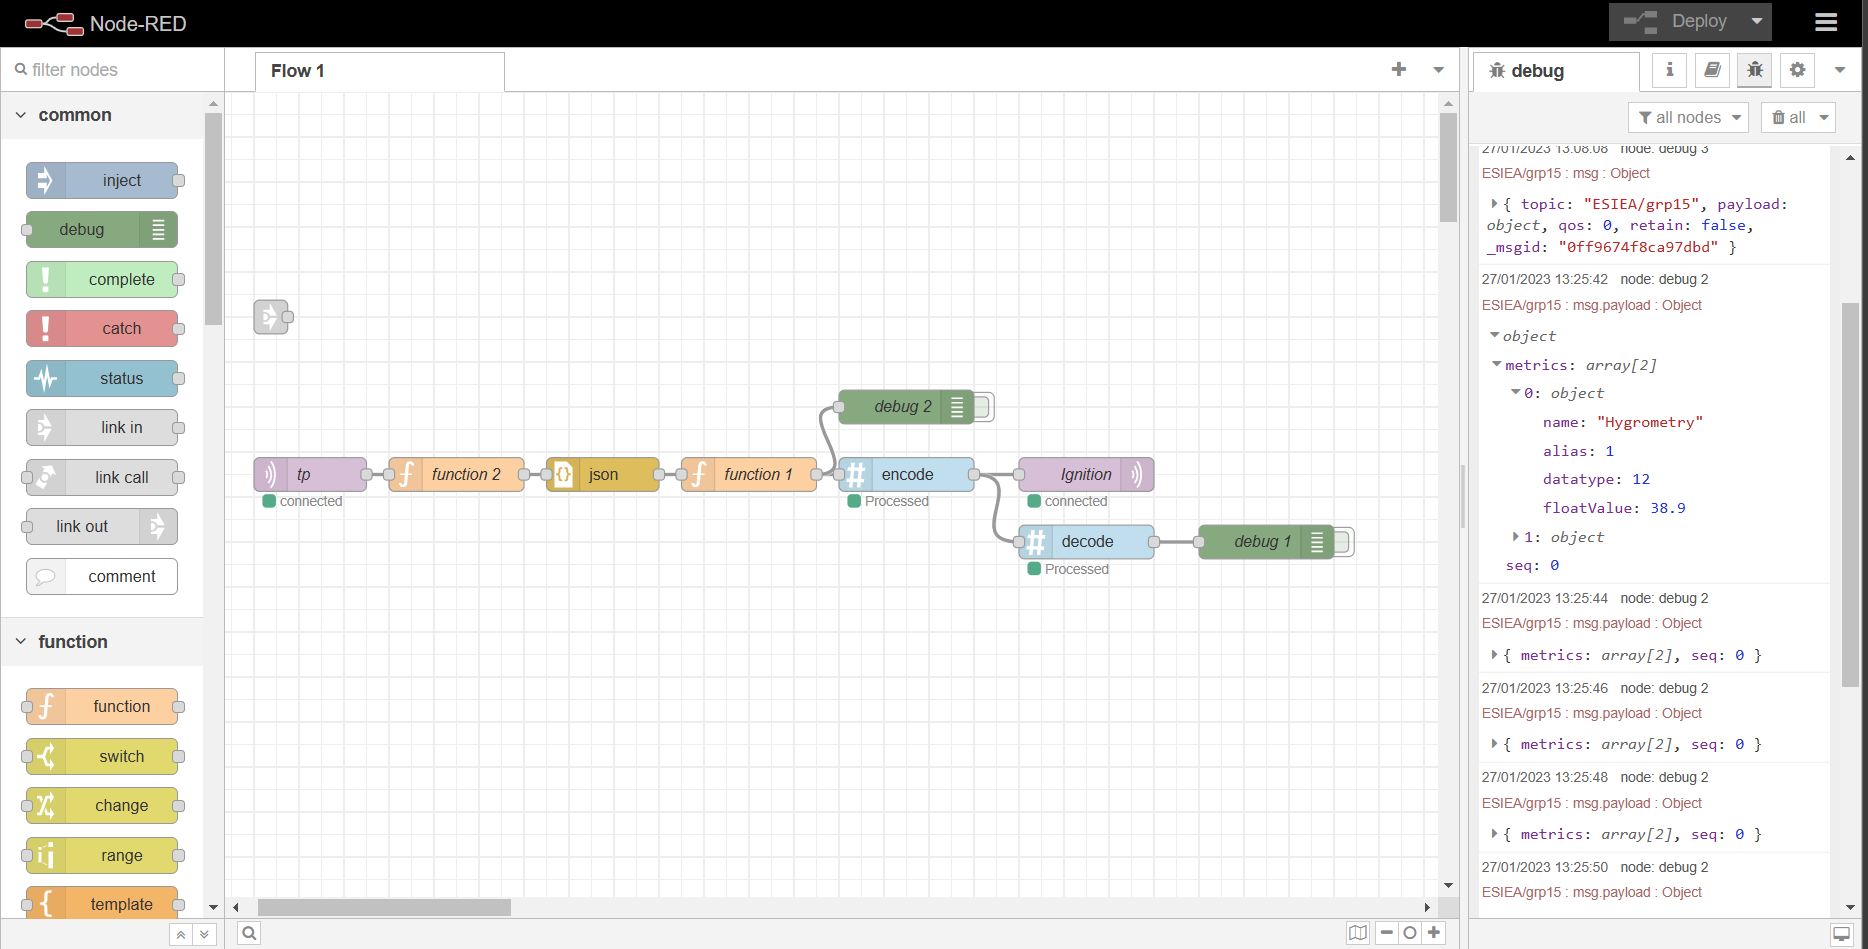 Node-RED
Deploy
filter nodes
Flow 1
debug
i
all nodes
all
common
inject
debug
complete
catch
status
link in
link call
link out
comment
function
function
switch
change
range
template
debug 2
tp
function 2
json
function 1
encode
Ignition
connected
Processed
connected
decode
debug 1
Processed
27/01/2023 13:08:08 node: debug 3
ESIEA/grp15 : msg : Object
{ topic: "ESIEA/grp15", payload:
object, qos: 0, retain: false,
_msgid: "0ff9674f8ca97dbd" }
27/01/2023 13:25:42 node: debug 2
ESIEA/grp15 : msg.payload : Object
object
metrics: array[2]
0: object
name: "Hygrometry"
alias: 1
datatype: 12
floatValue: 38.9
1: object
seq: 0
27/01/2023 13:25:44 node: debug 2
ESIEA/grp15 : msg.payload : Object
{ metrics: array[2], seq: 0 }
27/01/2023 13:25:46 node: debug 2
ESIEA/grp15 : msg.payload : Object
{ metrics: array[2], seq: 0 }
27/01/2023 13:25:48 node: debug 2
ESIEA/grp15 : msg.payload : Object
{ metrics: array[2], seq: 0 }
27/01/2023 13:25:50 node: debug 2
ESIEA/grp15 : msg.payload : Object